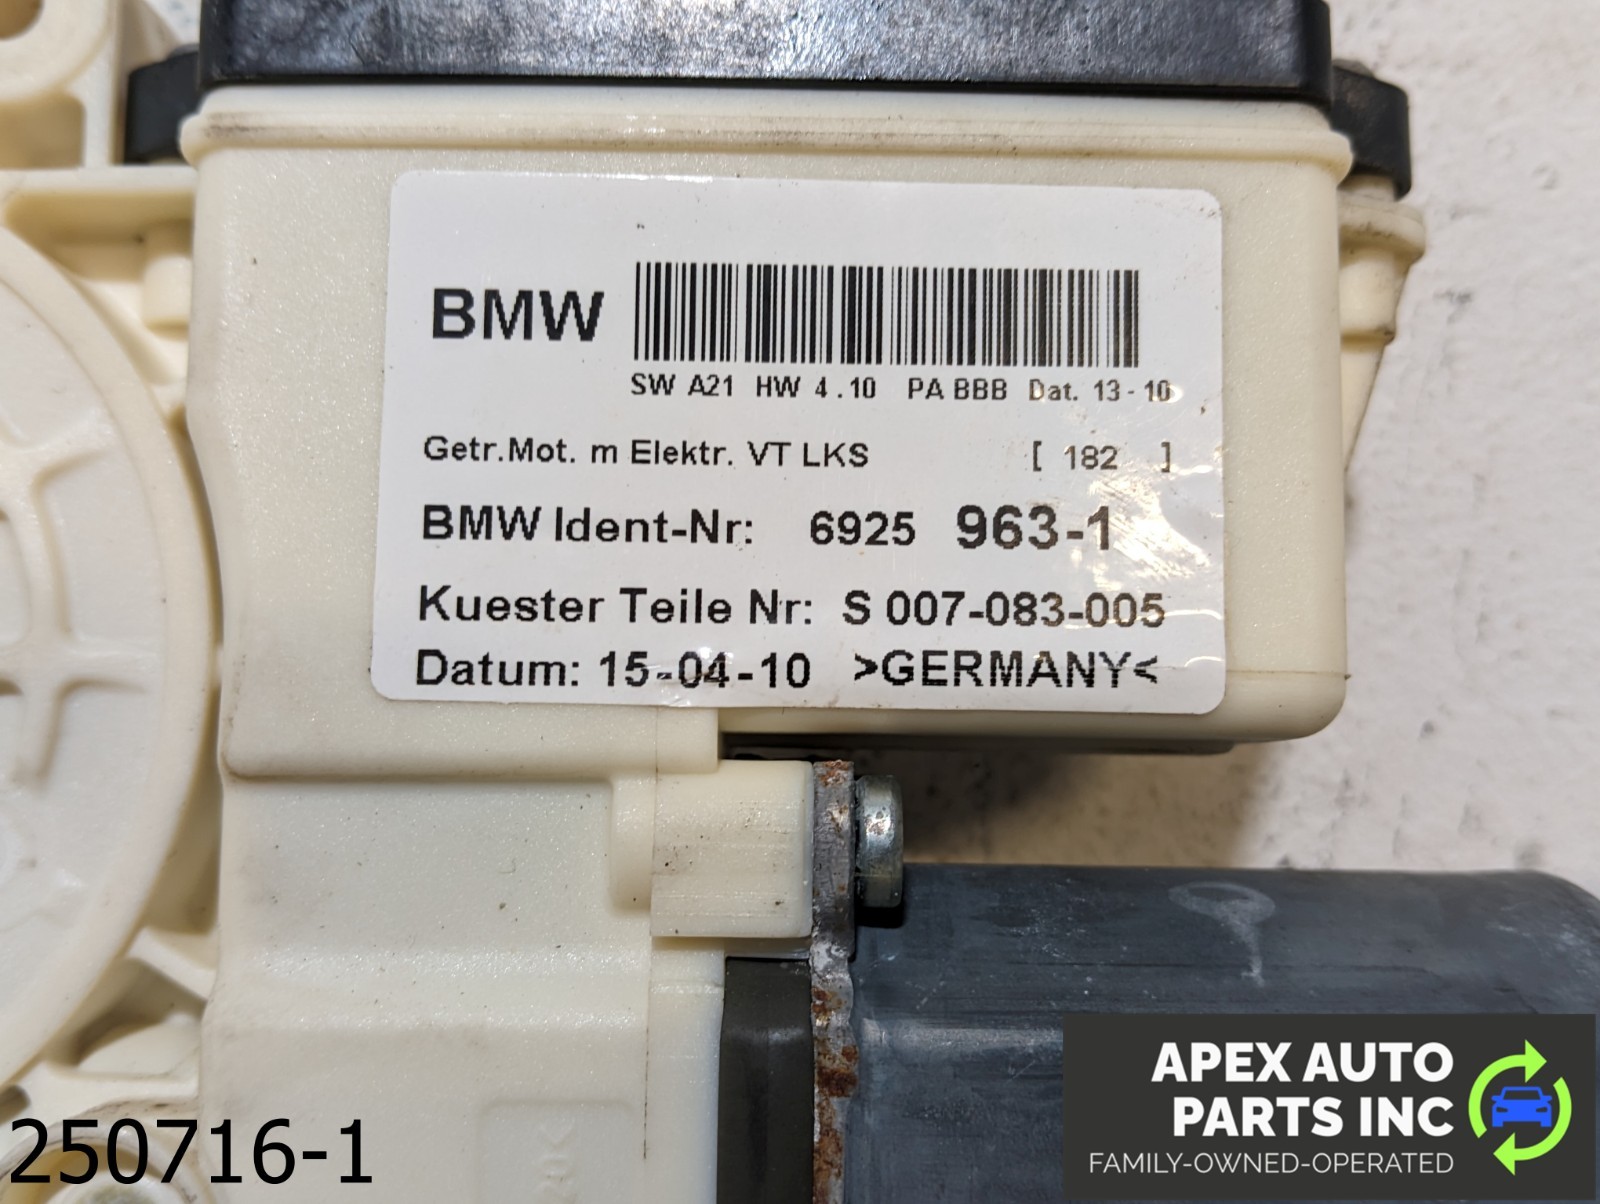 BMW
SW A21 HW 4.10 PA BBB Dat. 13-10
Getr.Mot. m Elektr. VT LKS [ 182 ]
BMW Ident-Nr: 6925 963-1
Kuester Teile Nr: S 007-083-005
Datum: 15-04-10 >GERMANY<
APEX AUTO
PARTS INC
FAMILY-OWNED-OPERATED
250716-1